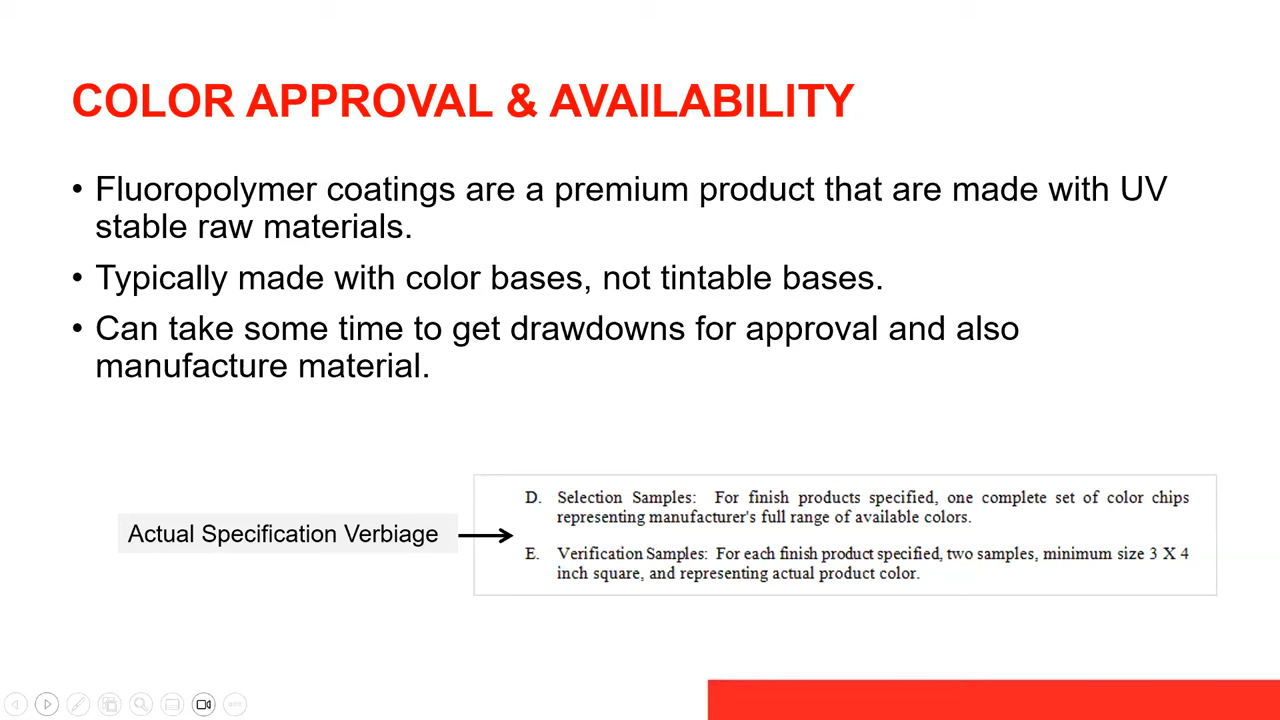 COLOR APPROVAL & AVAILABILITY
• Fluoropolymer coatings are a premium product that are made with UV
stable raw materials.
• Typically made with color bases, not tintable bases.
• Can take some time to get drawdowns for approval and also
manufacture material.
Actual Specification Verbiage
D. Selection Samples: For finish products specified, one complete set of color chips
representing manufacturer's full range of available colors.
E. Verification Samples: For each finish product specified, two samples, minimum size 3 X 4
inch square, and representing actual product color.